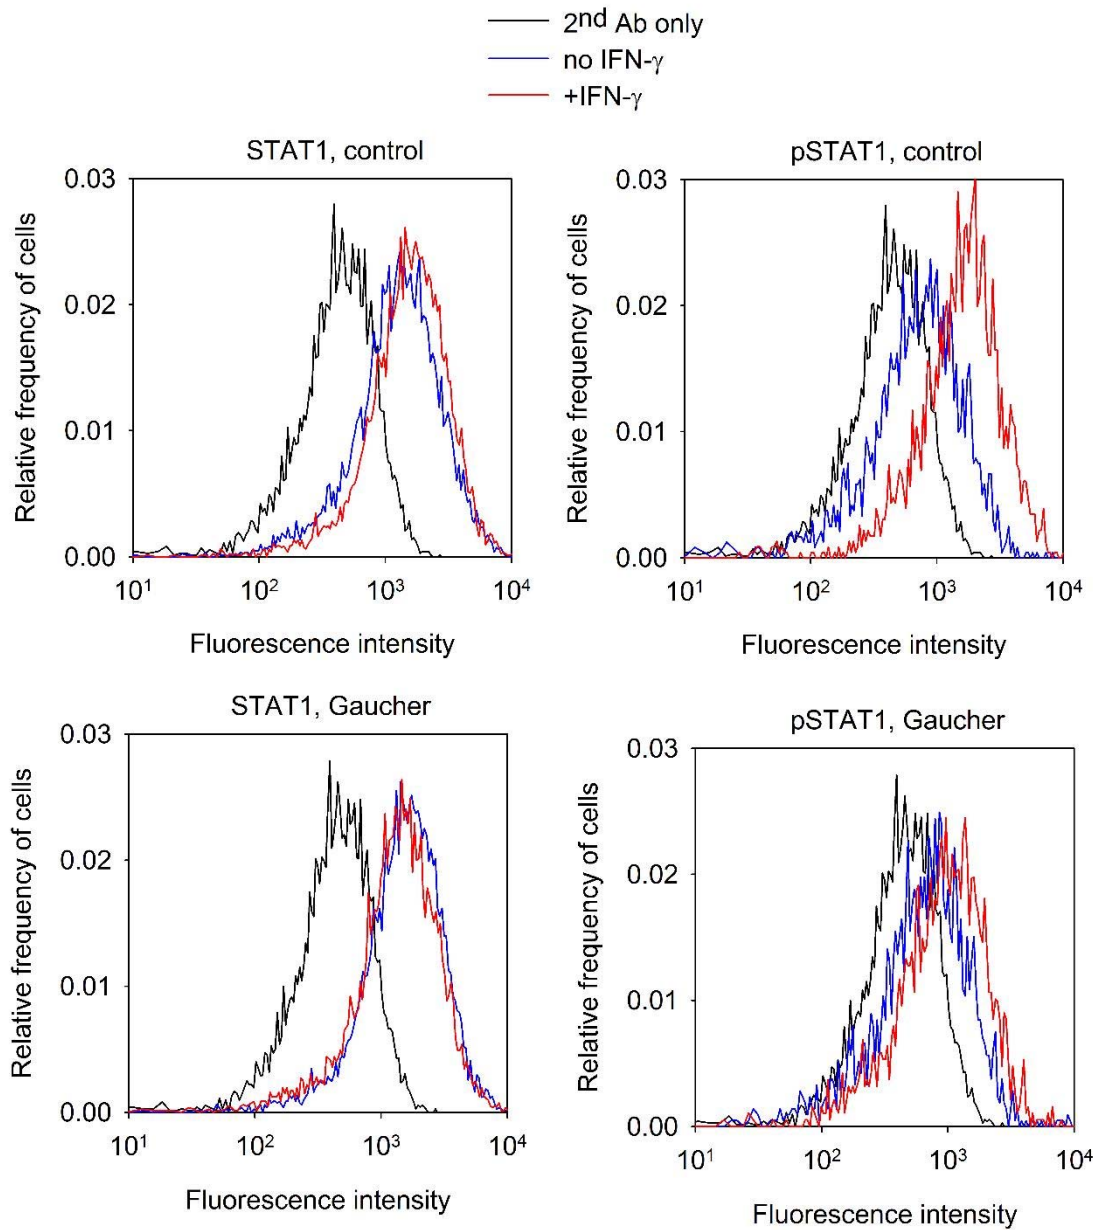 2nd Ab only
no IFN-γ
+IFN-γ
STAT1, control
Relative frequency of cells
0.03
0.02
0.01
0.00
10¹ 10² 10³ 10⁴
Fluorescence intensity
pSTAT1, control
Relative frequency of cells
0.03
0.02
0.01
0.00
10¹ 10² 10³ 10⁴
Fluorescence intensity
STAT1, Gaucher
Relative frequency of cells
0.03
0.02
0.01
0.00
10¹ 10² 10³ 10⁴
Fluorescence intensity
pSTAT1, Gaucher
Relative frequency of cells
0.03
0.02
0.01
0.00
10¹ 10² 10³ 10⁴
Fluorescence intensity